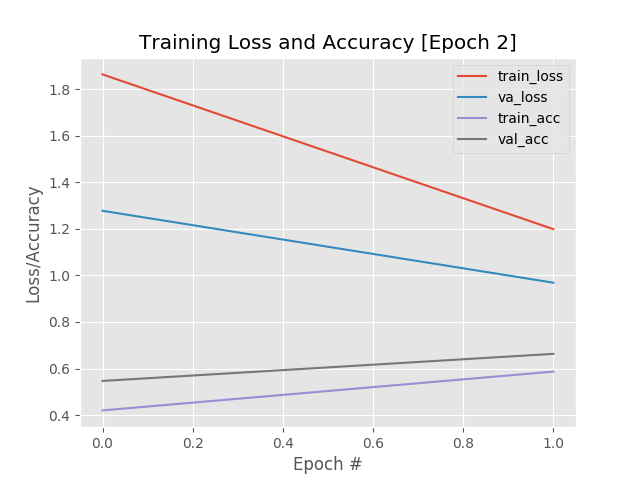 Training Loss and Accuracy [Epoch 2]
train_loss
va_loss
train_acc
val_acc
Loss/Accuracy
1.8
1.6
1.4
1.2
1.0
0.8
0.6
0.4
0.0 0.2 0.4 0.6 0.8 1.0
Epoch #